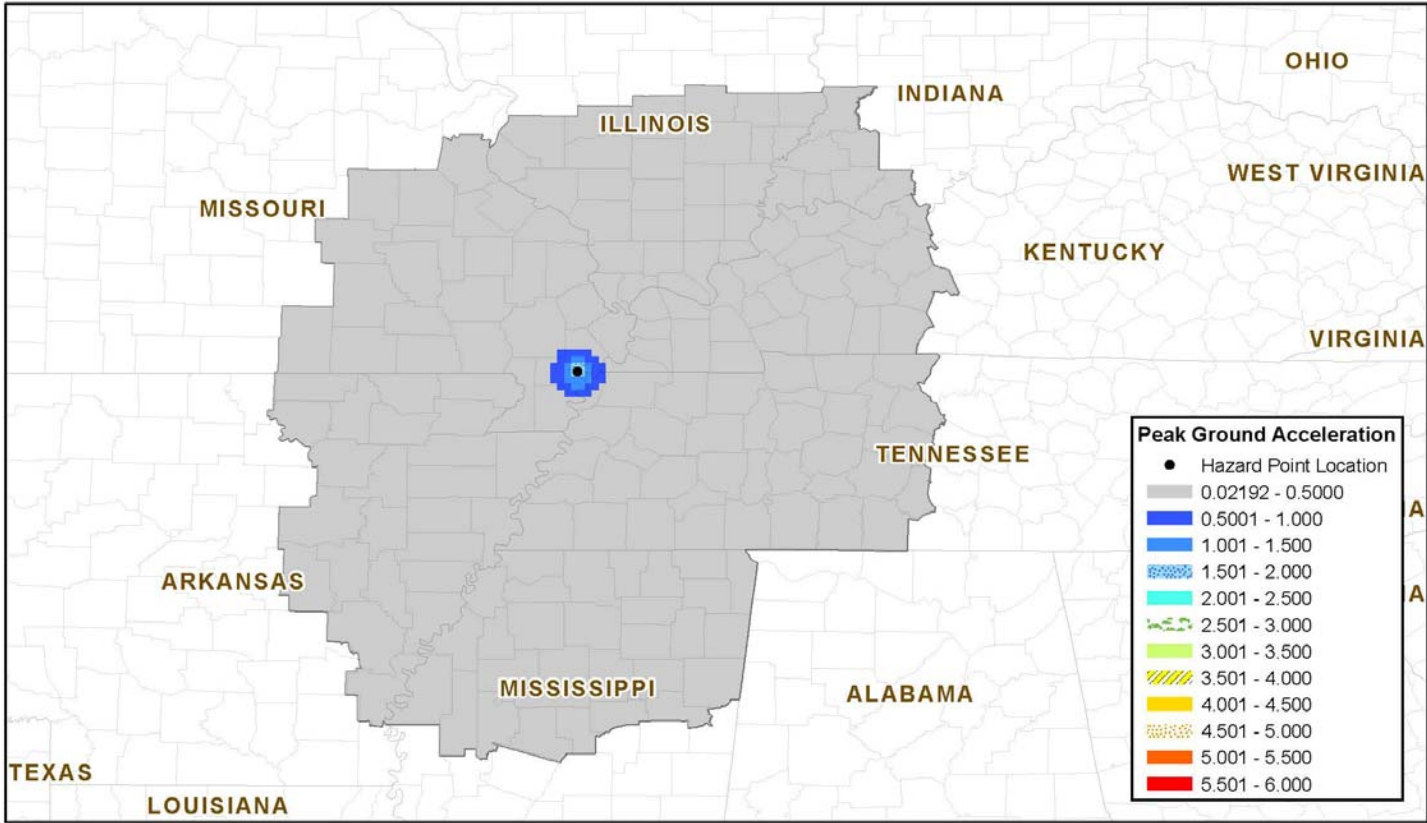 OHIO
INDIANA
ILLINOIS
WEST VIRGINIA
MISSOURI
KENTUCKY
VIRGINIA
TENNESSEE
ARKANSAS
MISSISSIPPI
ALABAMA
TEXAS
LOUISIANA
Peak Ground Acceleration
Hazard Point Location
0.02192 - 0.5000
0.5001 - 1.000
1.001 - 1.500
1.501 - 2.000
2.001 - 2.500
2.501 - 3.000
3.001 - 3.500
3.501 - 4.000
4.001 - 4.500
4.501 - 5.000
5.001 - 5.500
5.501 - 6.000